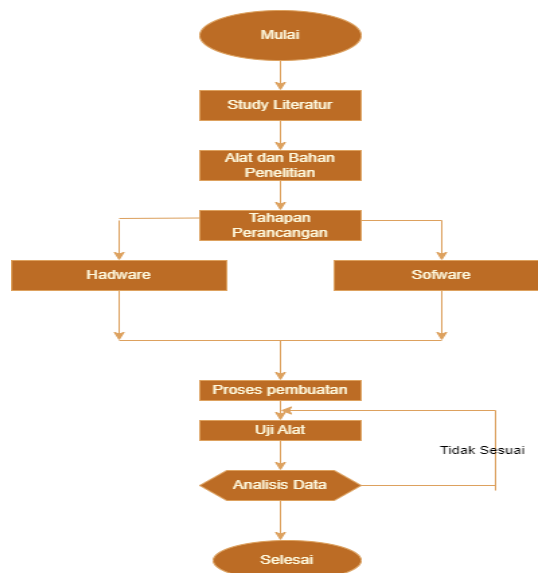 Mulai
Study Literatur
Alat dan Bahan
Penelitian
Tahapan
Perancangan
Hadware
Sofware
Proses pembuatan
Uji Alat
Tidak Sesuai
Analisis Data
Selesai